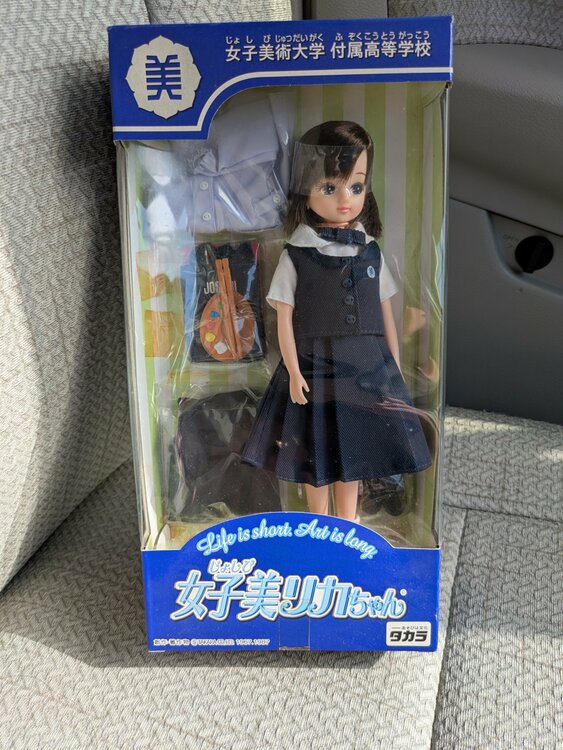 じょしびじゅつだいがく ふぞくこうとうがっこう
女子美術大学 付属高等学校
美
JOSHI
Life is short. Art is long.
じょしび
女子美リカちゃん
タカラ